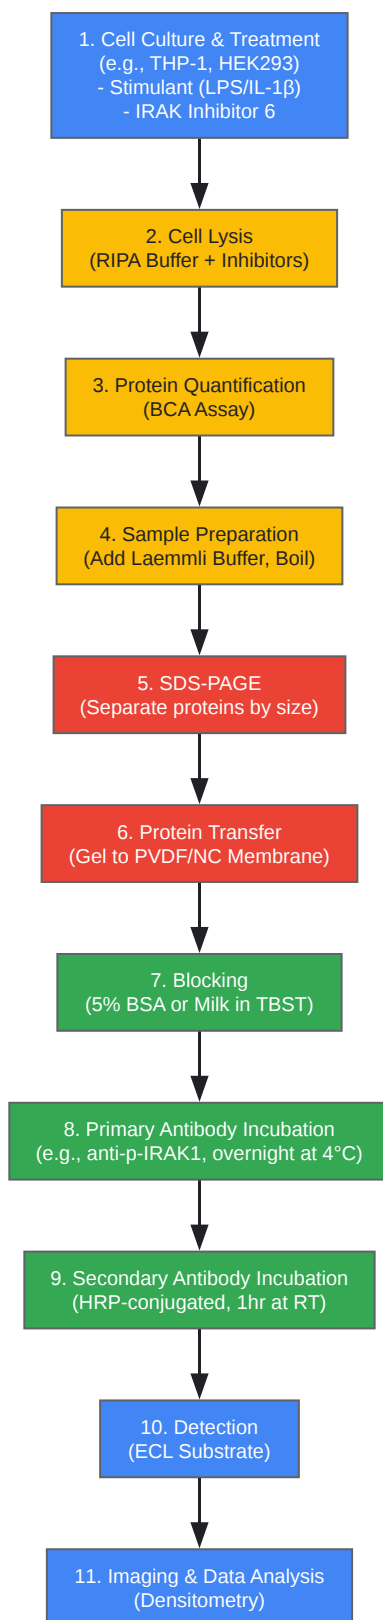 1. Cell Culture & Treatment
(e.g., THP-1, HEK293)
- Stimulant (LPS/IL-1β)
- IRAK Inhibitor 6
2. Cell Lysis
(RIPA Buffer + Inhibitors)
3. Protein Quantification
(BCA Assay)
4. Sample Preparation
(Add Laemmli Buffer, Boil)
5. SDS-PAGE
(Separate proteins by size)
6. Protein Transfer
(Gel to PVDF/NC Membrane)
7. Blocking
(5% BSA or Milk in TBST)
8. Primary Antibody Incubation
(e.g., anti-p-IRAK1, overnight at 4°C)
9. Secondary Antibody Incubation
(HRP-conjugated, 1hr at RT)
10. Detection
(ECL Substrate)
11. Imaging & Data Analysis
(Densitometry)